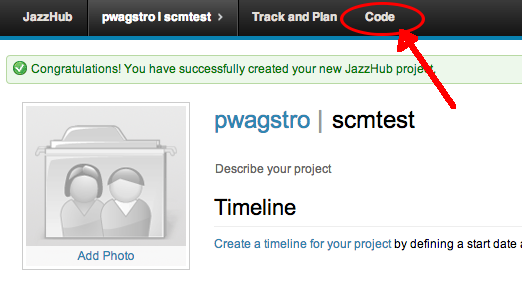 JazzHub pwagstro | scmtest > Track and Plan Code
Congratulations! You have successfully created your new JazzHub project.
pwagstro | scmtest
Describe your project
Timeline
Add Photo
Create a timeline for your project by defining a start date a